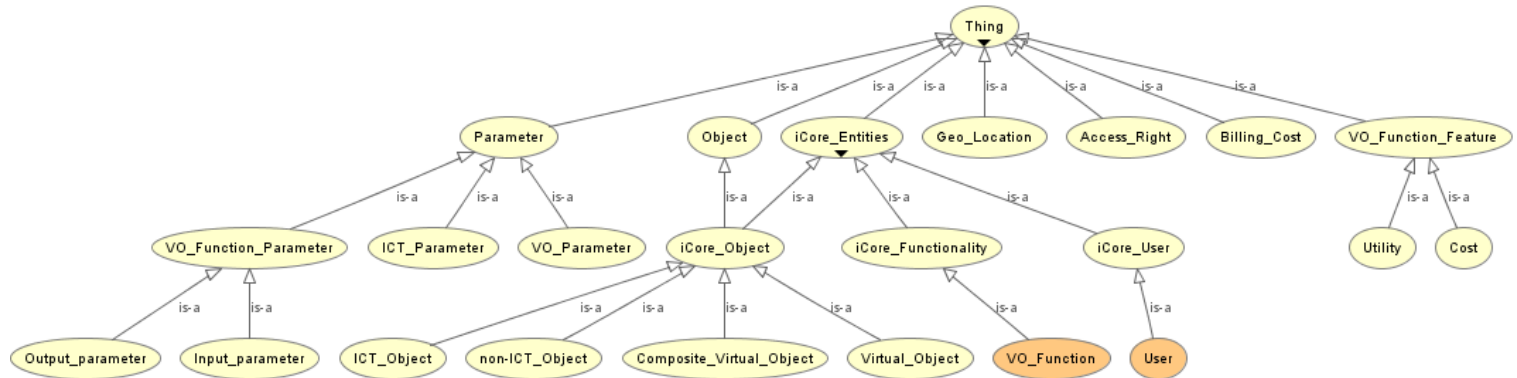 Thing
is-a is-a is-a is-a is-a is-a is-a
Parameter Object iCore_Entities Geo_Location Access_Right Billing_Cost VO_Function_Feature
is-a is-a is-a is-a is-a is-a is-a is-a is-a
VO_Function_Parameter ICT_Parameter VO_Parameter iCore_Object iCore_Functionality iCore_User Utility Cost
is-a is-a is-a is-a is-a is-a is-a is-a
Output_parameter Input_parameter ICT_Object non-ICT_Object Composite_Virtual_Object Virtual_Object VO_Function User